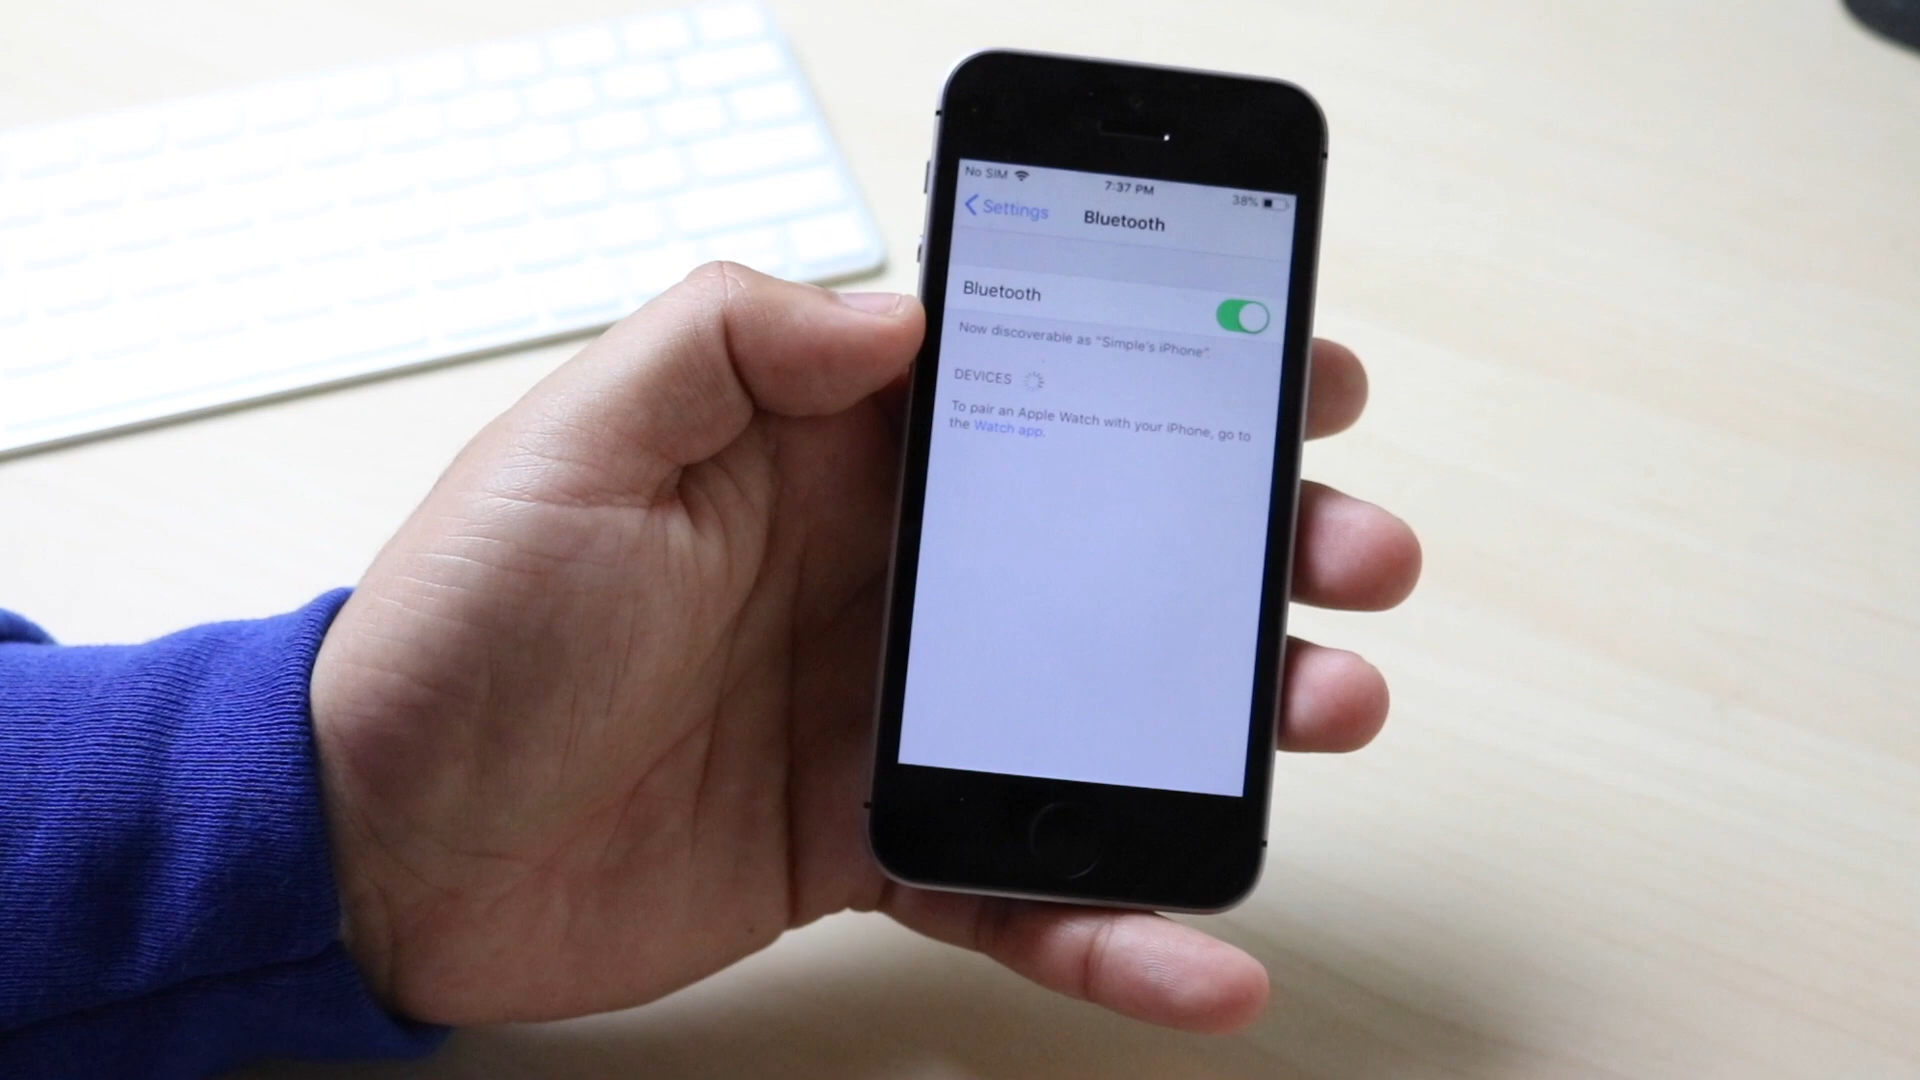 No SIM
7:37 PM
38%
Settings
Bluetooth
Bluetooth
Now discoverable as “Simple’s iPhone”.
DEVICES
To pair an Apple Watch with your iPhone, go to
the Watch app.